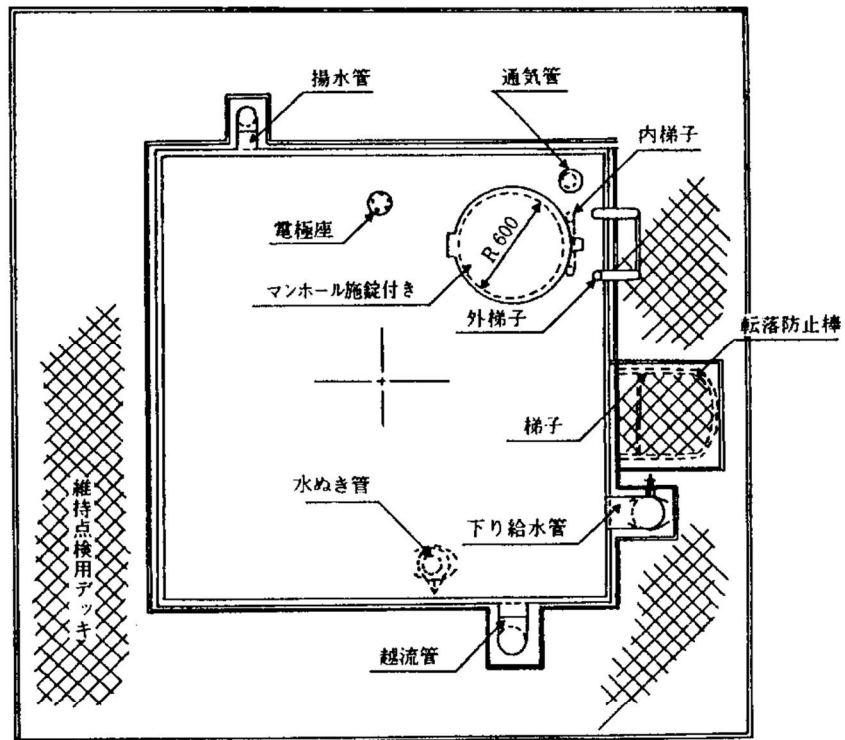 揚水管
通気管
内梯子
電極座
R 600
マンホール施錠付き
外梯子
転落防止棒
梯子
水ぬき管
下り給水管
維持点検用デッキ
越流管